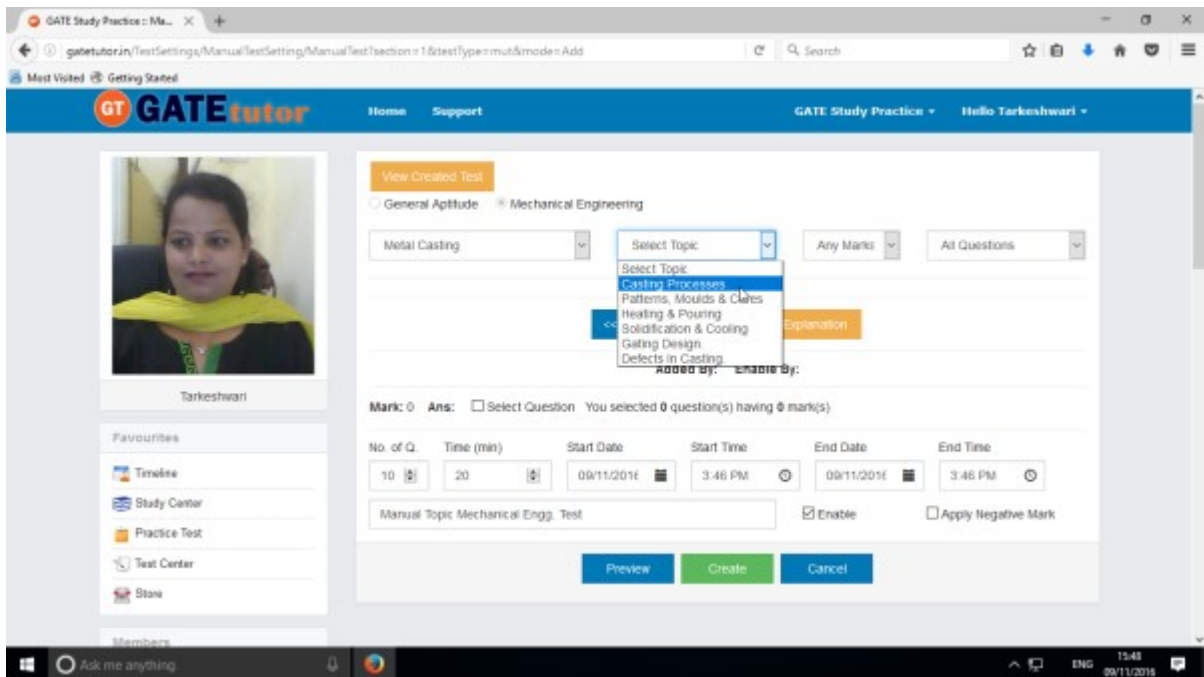 GATE Study Practice :: Ma...
gatetutor.in/TestSettings/ManualTestSetting/ManualTest?section=1&testType=mut&mode=Add
Search
Most Visited Getting Started
GT GATEtutor Home Support GATE Study Practice Hello Tarkeshwari
View Created Test
General Aptitude Mechanical Engineering
Metal Casting Select Topic Any Marks All Questions
Select Topic
Casting Processes
Patterns, Moulds & Cores
Heating & Pouring
Solidification & Cooling
Gating Design
Defects in Casting
<< Explanation
Added By: Enable By:
Tarkeshwari
Mark: 0 Ans: Select Question You selected 0 question(s) having 0 mark(s)
Favourites
No. of Q. Time (min) Start Date Start Time End Date End Time
Timeline
10 20 09/11/2016 3:46 PM 09/11/2016 3:46 PM
Study Center
Manual Topic Mechanical Engg. Test Enable Apply Negative Mark
Practice Test
Test Center
Preview Create Cancel
Store
Members
Ask me anything
ENG 15:48
09/11/2016